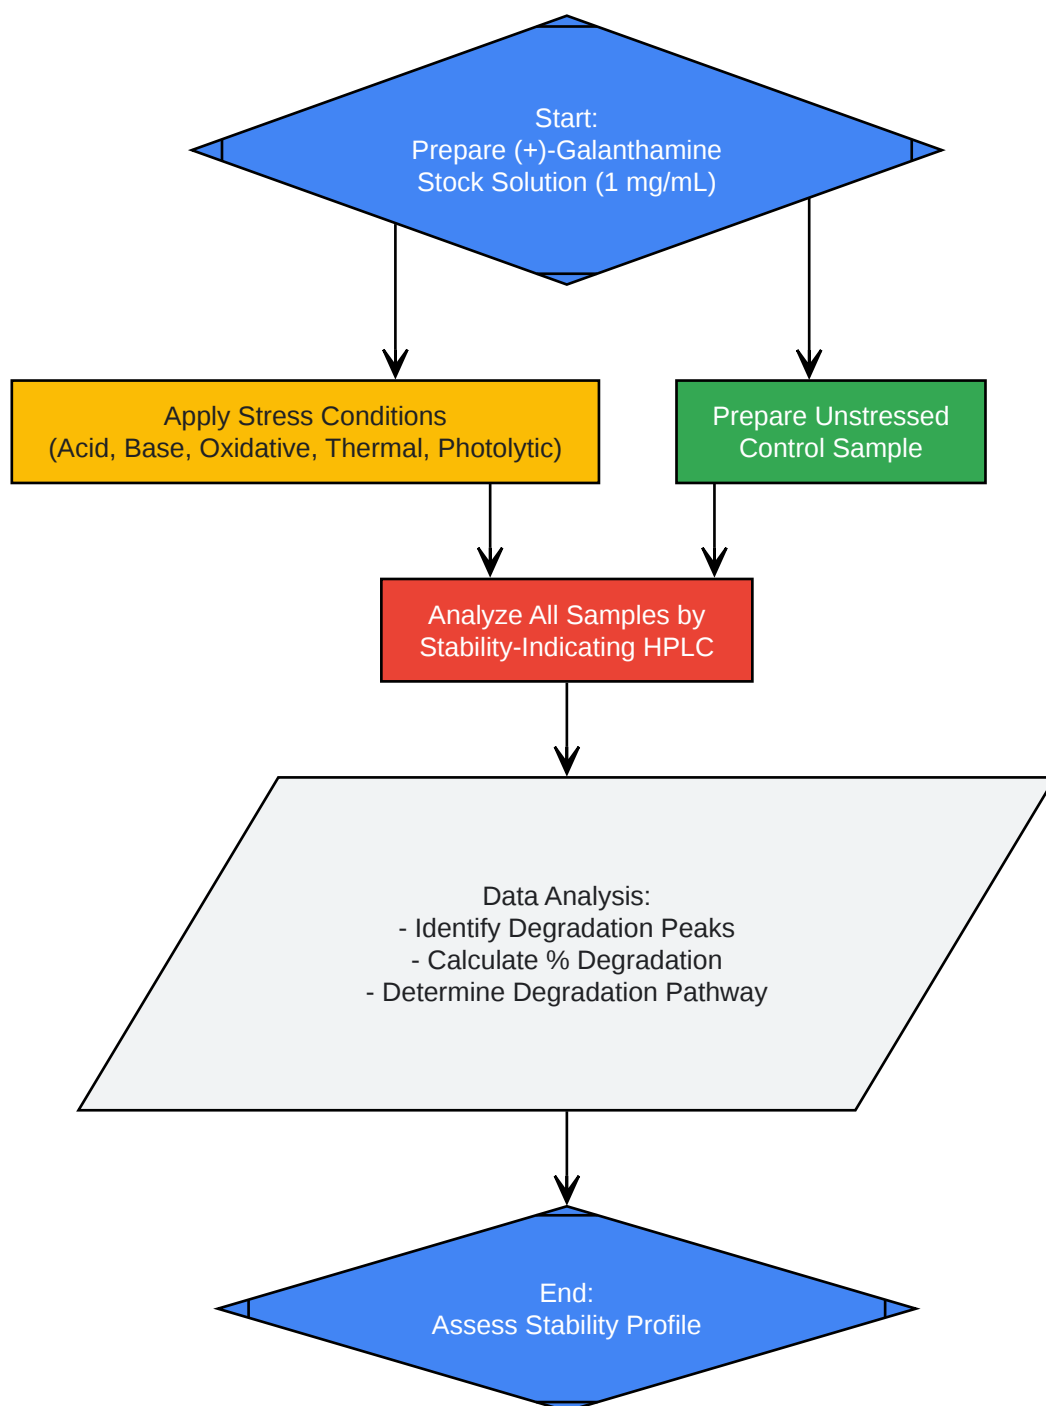 Start:
Prepare (+)-Galanthamine
Stock Solution (1 mg/mL)
Apply Stress Conditions
(Acid, Base, Oxidative, Thermal, Photolytic)
Prepare Unstressed
Control Sample
Analyze All Samples by
Stability-Indicating HPLC
Data Analysis:
- Identify Degradation Peaks
- Calculate % Degradation
- Determine Degradation Pathway
End:
Assess Stability Profile